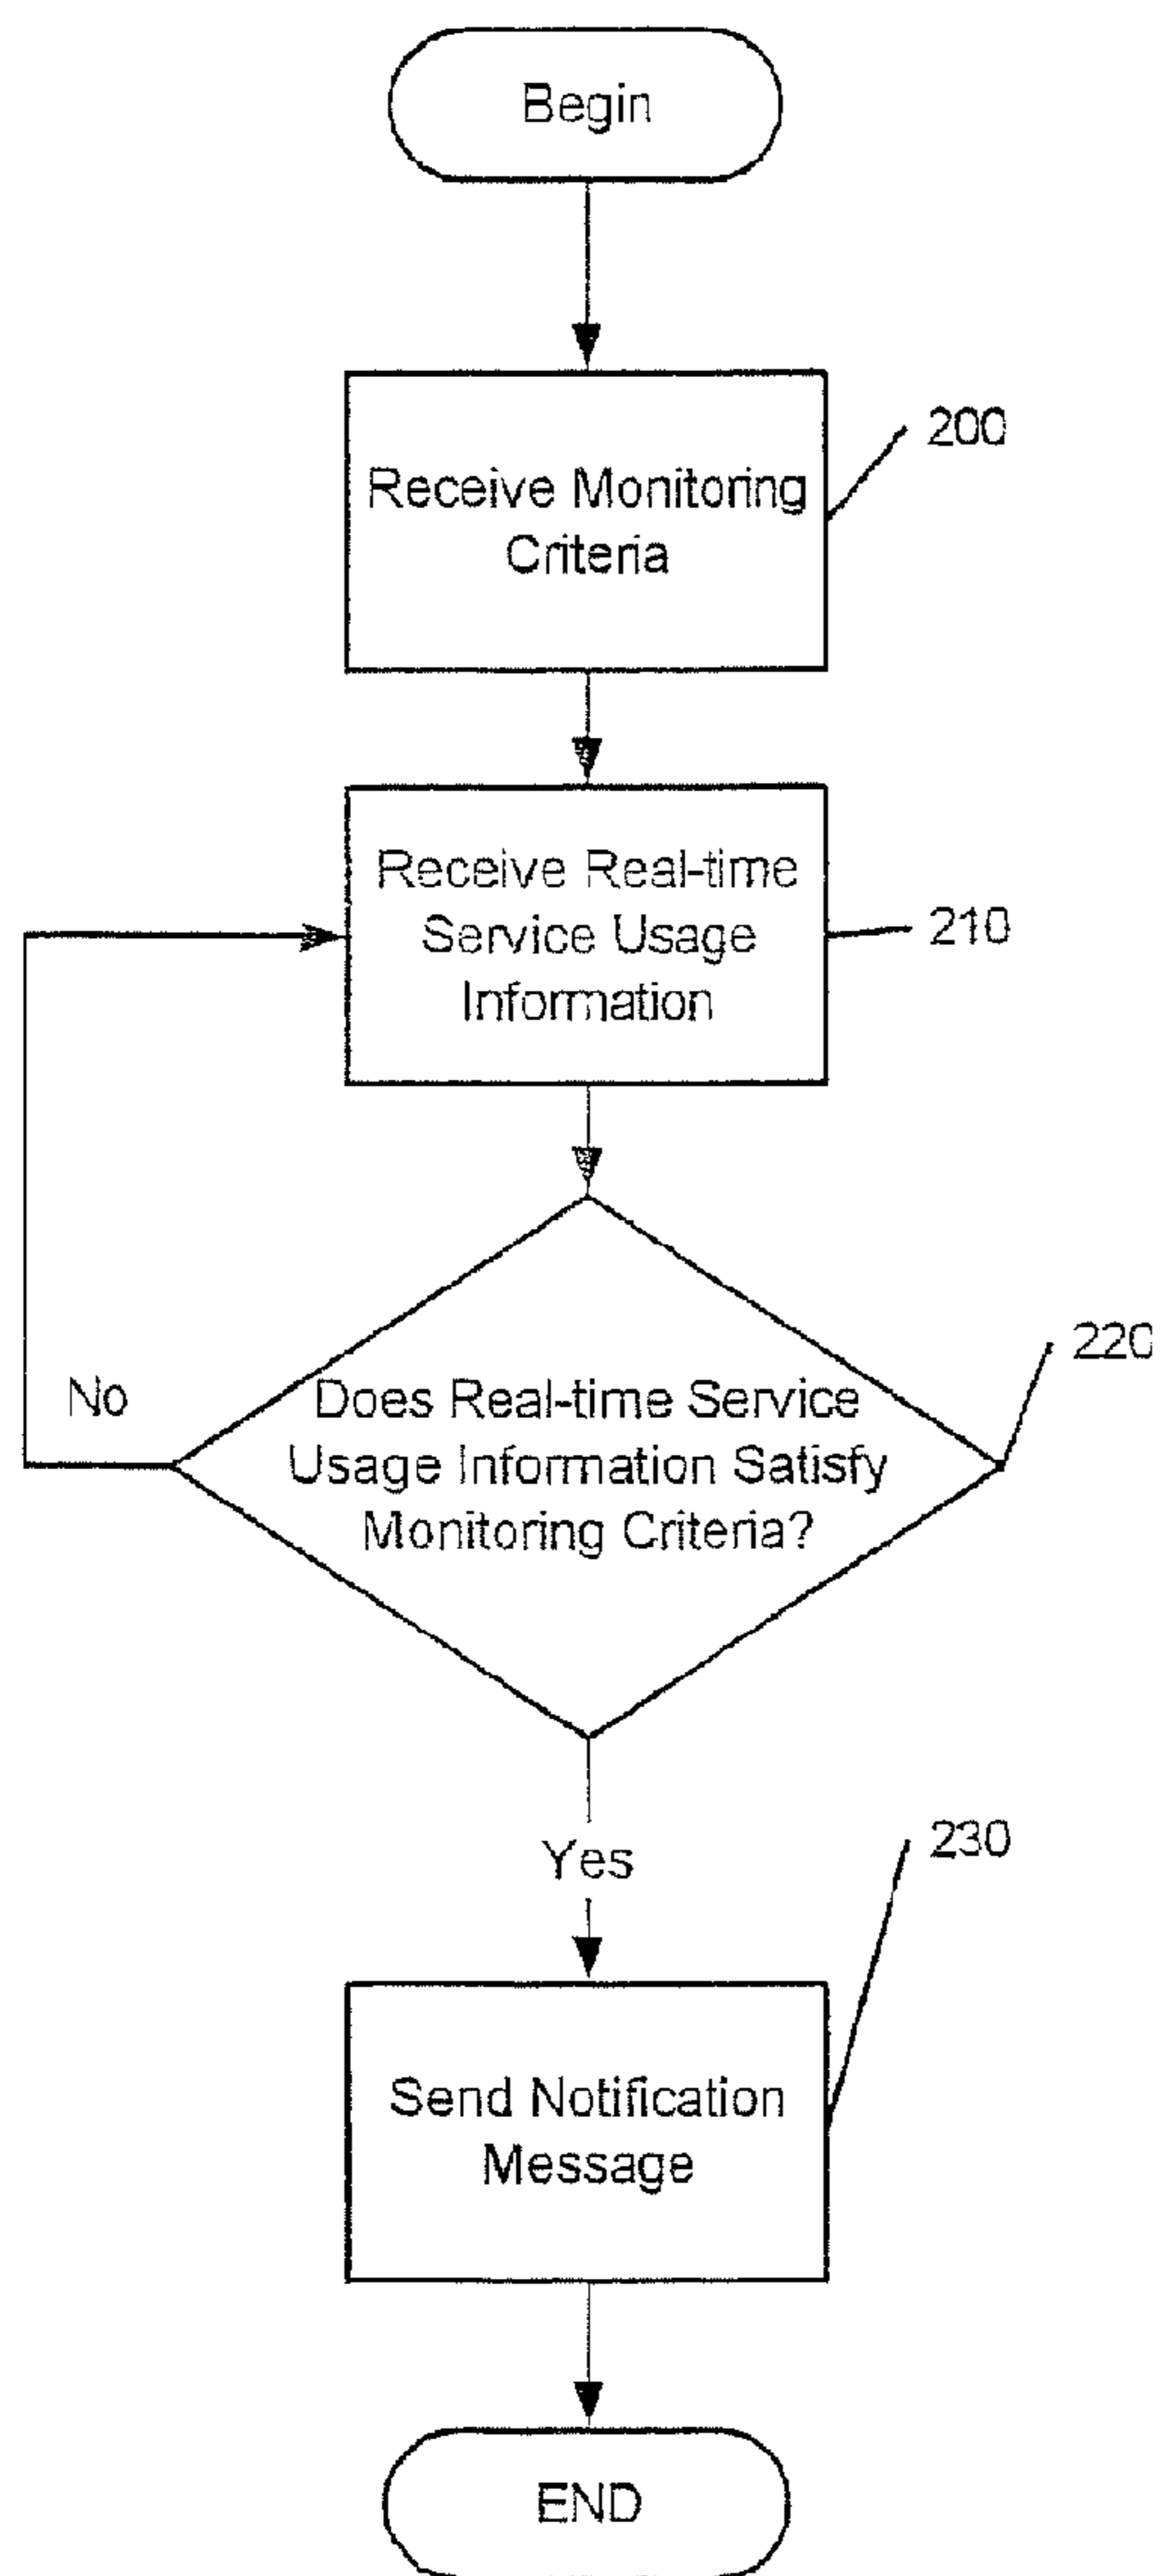 Begin
Receive Monitoring
Criteria
200
Receive Real-time
Service Usage
Information
210
Does Real-time Service
Usage Information Satisfy
Monitoring Criteria?
220
No
Yes
230
Send Notification
Message
END